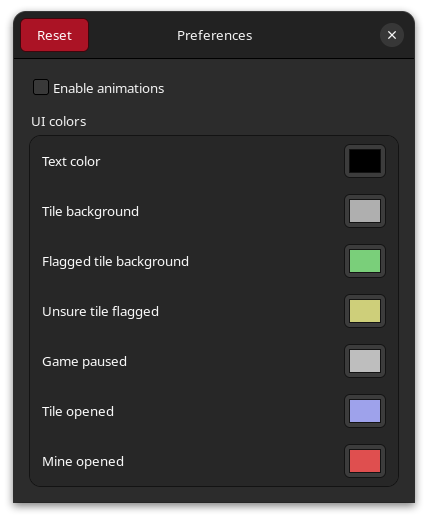 Reset
Preferences
Enable animations
UI colors
Text color
Tile background
Flagged tile background
Unsure tile flagged
Game paused
Tile opened
Mine opened